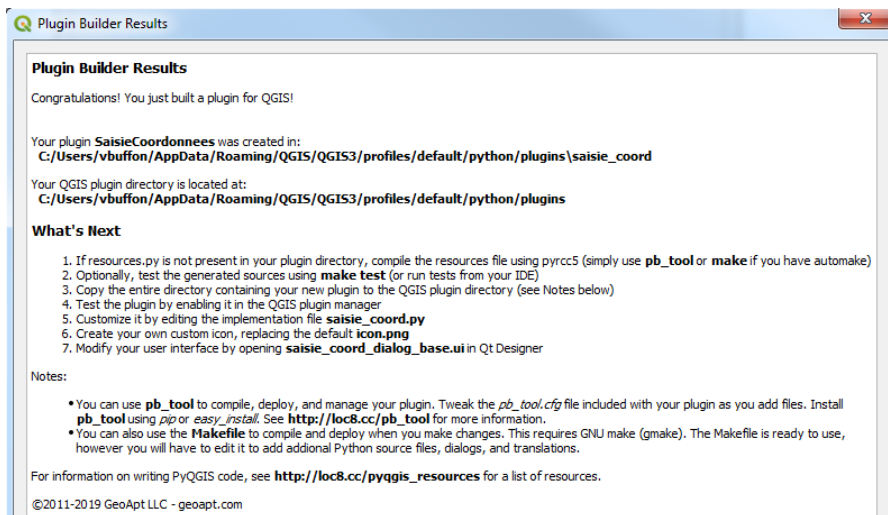 Plugin Builder Results
Plugin Builder Results
Congratulations! You just built a plugin for QGIS!
Your plugin SaisieCoordonnees was created in:
C:/Users/vbuffon/AppData/Roaming/QGIS/QGIS3/profiles/default/python/plugins\saisie_coord
Your QGIS plugin directory is located at:
C:/Users/vbuffon/AppData/Roaming/QGIS/QGIS3/profiles/default/python/plugins
What's Next
1. If resources.py is not present in your plugin directory, compile the resources file using pyrcc5 (simply use pb_tool or make if you have automake)
2. Optionally, test the generated sources using make test (or run tests from your IDE)
3. Copy the entire directory containing your new plugin to the QGIS plugin directory (see Notes below)
4. Test the plugin by enabling it in the QGIS plugin manager
5. Customize it by editing the implementation file saisie_coord.py
6. Create your own custom icon, replacing the default icon.png
7. Modify your user interface by opening saisie_coord_dialog_base.ui in Qt Designer
Notes:
• You can use pb_tool to compile, deploy, and manage your plugin. Tweak the pb_tool.cfg file included with your plugin as you add files. Install
pb_tool using pip or easy_install. See http://loc8.cc/pb_tool for more information.
• You can also use the Makefile to compile and deploy when you make changes. This requires GNU make (gmake). The Makefile is ready to use,
however you will have to edit it to add addional Python source files, dialogs, and translations.
For information on writing PyQGIS code, see http://loc8.cc/pyqgis_resources for a list of resources.
©2011-2019 GeoApt LLC - geoapt.com